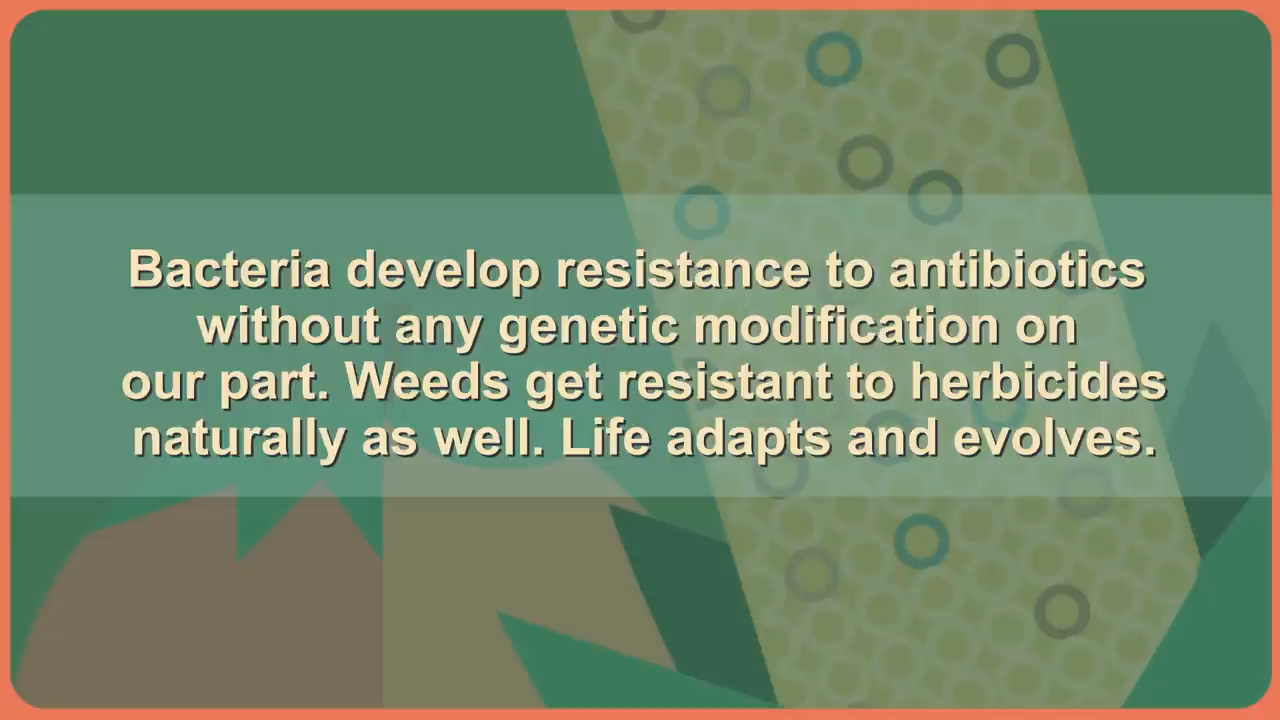 Bacteria develop resistance to antibiotics
without any genetic modification on
our part. Weeds get resistant to herbicides
naturally as well. Life adapts and evolves.